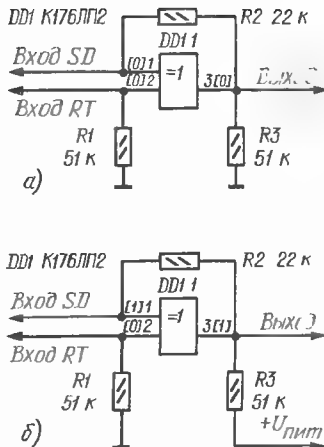 DD1 К176ЛП2
R2 22 к
DD1 1
Вход SD
[0]1
=1
[0]2
3[0]
Вход RT
R1
51 к
R3
51 к
а)
DD1 К176ЛП2
R2 22 к
DD1 1
Вход SD
[1]1
=1
Вход RT
[0]2
3[1]
R1
51 к
R3
51 к
+Uпит
б)